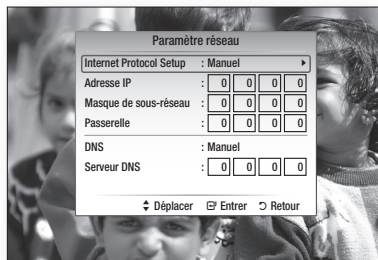 Paramètre réseau
Internet Protocol Setup : Manuel
Adresse IP : 0 0 0 0
Masque de sous-réseau : 0 0 0 0
Passerelle : 0 0 0 0
DNS : Manuel
Serveur DNS : 0 0 0 0
Déplacer Entrer Retour